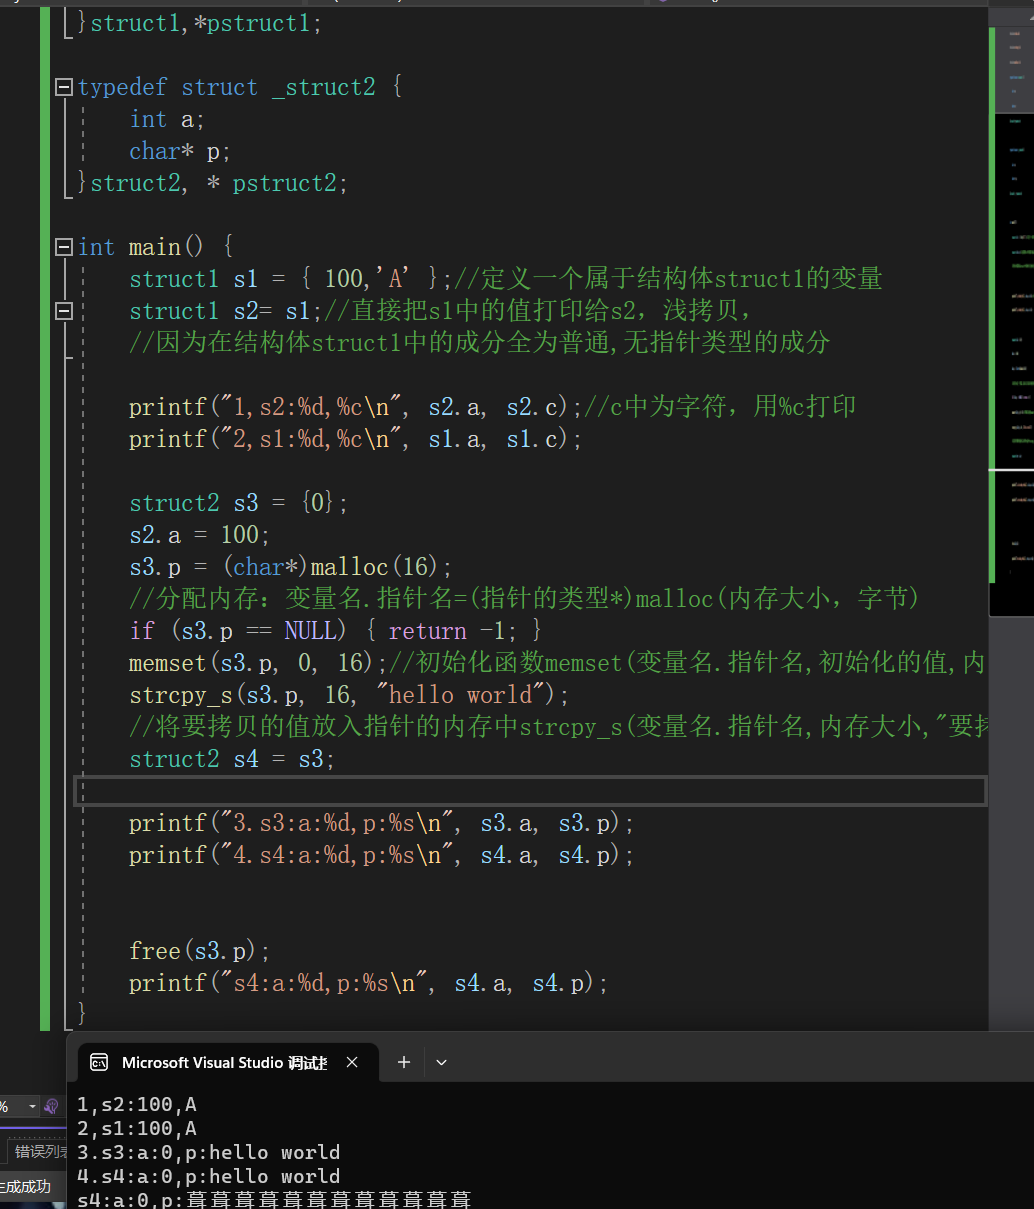 }struct1,*pstruct1;
typedef struct _struct2 {
int a;
char* p;
}struct2, * pstruct2;
int main() {
struct1 s1 = { 100,'A' };//定义一个属于结构体struct1的变量
struct1 s2= s1;//直接把s1中的值打印给s2，浅拷贝，
//因为在结构体struct1中的成分全为普通,无指针类型的成分
printf("1,s2:%d,%c\n", s2.a, s2.c);//c中为字符，用%c打印
printf("2,s1:%d,%c\n", s1.a, s1.c);
struct2 s3 = {0};
s2.a = 100;
s3.p = (char*)malloc(16);
//分配内存：变量名.指针名=(指针的类型*)malloc(内存大小，字节)
if (s3.p == NULL) { return -1; }
memset(s3.p, 0, 16);//初始化函数memset(变量名.指针名,初始化的值,内
strcpy_s(s3.p, 16, "hello world");
//将要拷贝的值放入指针的内存中strcpy_s(变量名.指针名,内存大小,"要拷
struct2 s4 = s3;
printf("3.s3:a:%d,p:%s\n", s3.a, s3.p);
printf("4.s4:a:%d,p:%s\n", s4.a, s4.p);
free(s3.p);
printf("s4:a:%d,p:%s\n", s4.a, s4.p);
}
Microsoft Visual Studio 调试
1,s2:100,A
2,s1:100,A
3.s3:a:0,p:hello world
4.s4:a:0,p:hello world
s4:a:0,p:葺葺葺葺葺葺葺葺葺葺葺葺
%
错误列表
生成成功